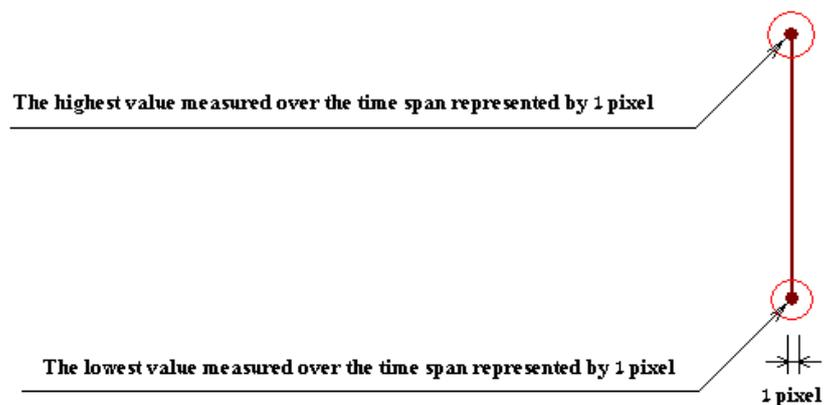 The highest value measured over the time span represented by 1 pixel
The lowest value measured over the time span represented by 1 pixel
1 pixel